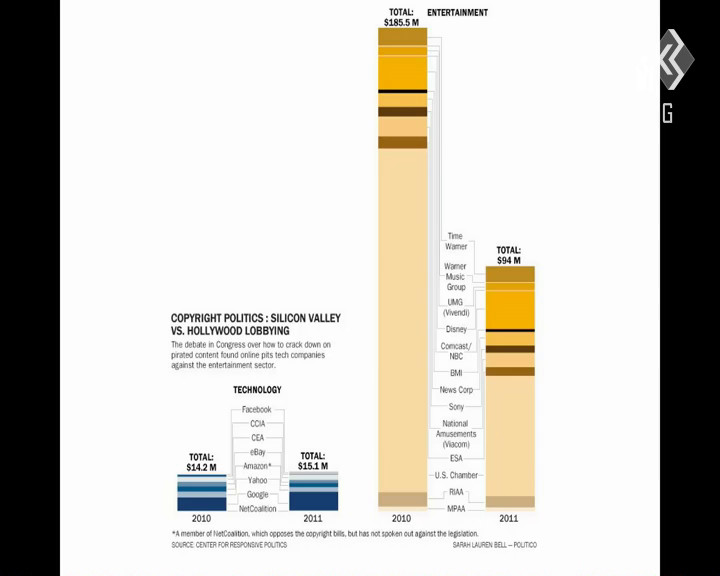 TOTAL:
$185.5 M
ENTERTAINMENT
G
TOTAL:
$94 M
Time
Warner
Warner
Music
Group
UMG
(Vivendi)
Disney
Comcast/
NBC
BMI
News Corp
Sony
National
Amusements
(Viacom)
ESA
U.S. Chamber
RIAA
MPAA
2010
2011
COPYRIGHT POLITICS : SILICON VALLEY
VS. HOLLYWOOD LOBBYING
The debate in Congress over how to crack down on
pirated content found online pits tech companies
against the entertainment sector.
TECHNOLOGY
Facebook
CCIA
CEA
eBay
Amazon*
Yahoo
Google
NetCoalition
TOTAL:
$14.2 M
TOTAL:
$15.1 M
2010
2011
*A member of NetCoalition, which opposes the copyright bills, but has not spoken out against the legislation.
SOURCE: CENTER FOR RESPONSIVE POLITICS
SARAH LAUREN BELL — POLITICO